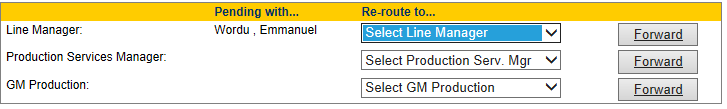 Pending with... Re-route to...
Line Manager: Wordu , Emmanuel Select Line Manager Forward
Production Services Manager: Select Production Serv. Mgr Forward
GM Production: Select GM Production Forward